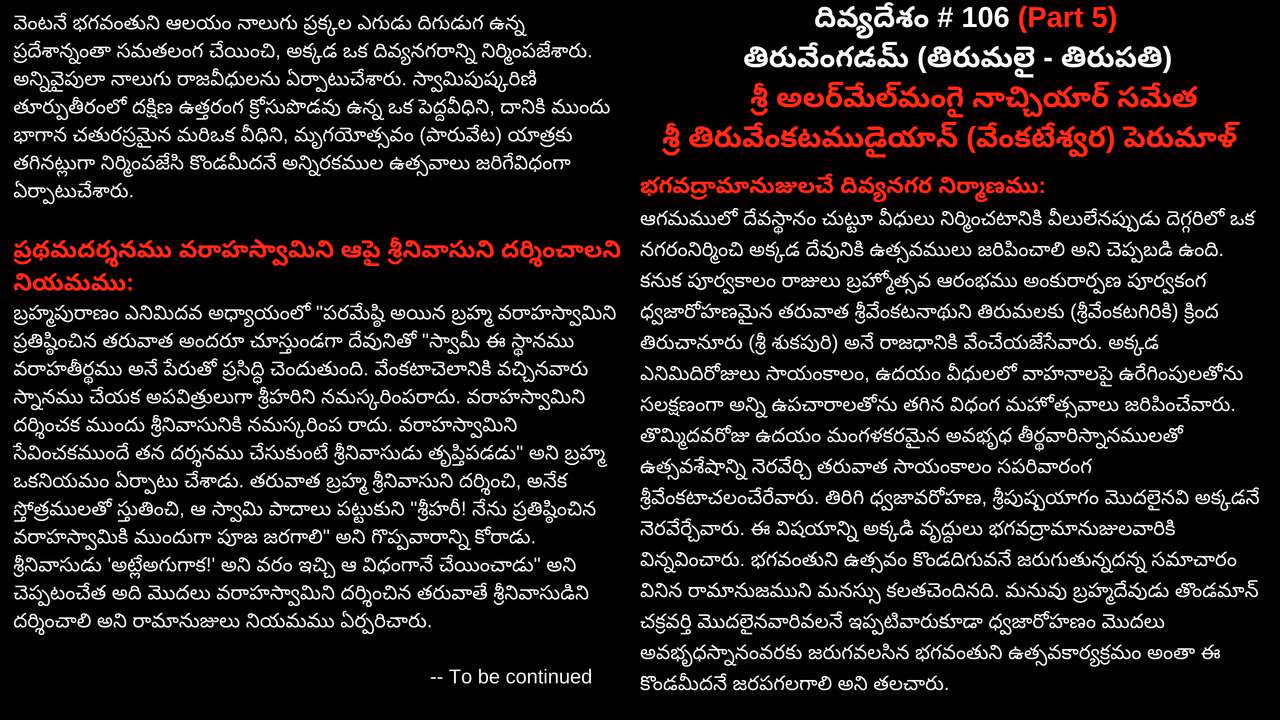 దివ్యదేశం # 106 (Part 5)
తిరువేంగడమ్ (తిరుమలై - తిరుపతి)
శ్రీ అలర్‌మేల్‌మంగై నాచ్చియార్ సమేత
శ్రీ తిరువేంకటముడైయాన్ (వేంకటేశ్వర) పెరుమాళ్
భగవద్రామానుజులచే దివ్యనగర నిర్మాణము:
ఆగమములో దేవస్థానం చుట్టూ వీధులు నిర్మించటానికి వీలులేనప్పుడు దెగ్గరిలో ఒక
నగరంనిర్మించి అక్కడ దేవునికి ఉత్సవములు జరిపించాలి అని చెప్పబడి ఉంది.
కనుక పూర్వకాలం రాజులు బ్రహ్మోత్సవ ఆరంభము అంకురార్పణ పూర్వకంగ
ధ్వజారోహణమైన తరువాత శ్రీవేంకటనాథుని తిరుమలకు (శ్రీవేంకటగిరికి) క్రింద
తిరుచానూరు (శ్రీ శుకపురి) అనే రాజధానికి వేంచేయజేసేవారు. అక్కడ
ఎనిమిదిరోజులు సాయంకాలం, ఉదయం వీధులలో వాహనాలపై ఉరేగింపులతోను
సలక్షణంగా అన్ని ఉపచారాలతోను తగిన విధంగ మహోత్సవాలు జరిపించేవారు.
తొమ్మిదవరోజు ఉదయం మంగళకరమైన అవభృధ తీర్థవారిస్నానములతో
ఉత్సవశేషాన్ని నెరవేర్చి తరువాత సాయంకాలం సపరివారంగ
శ్రీవేంకటాచలంచేరేవారు. తిరిగి ధ్వజావరోహణ, శ్రీపుష్పయాగం మొదలైనవి అక్కడనే
నెరవేర్చేవారు. ఈ విషయాన్ని అక్కడి వృద్దులు భగవద్రామానుజులవారికి
విన్నవించారు. భగవంతుని ఉత్సవం కొండదిగువనే జరుగుతున్నదన్న సమాచారం
వినిన రామానుజముని మనస్సు కలతచెందినది. మనువు బ్రహ్మదేవుడు తొండమాన్
చక్రవర్తి మొదలైనవారివలనే ఇప్పటివారుకూడా ధ్వజారోహణం మొదలు
అవభృధస్నానంవరకు జరుగవలసిన భగవంతుని ఉత్సవకార్యక్రమం అంతా ఈ
కొండమీదనే జరపగలగాలి అని తలచారు.
వెంటనే భగవంతుని ఆలయం నాలుగు ప్రక్కల ఎగుడు దిగుడుగ ఉన్న
ప్రదేశాన్నంతా సమతలంగ చేయించి, అక్కడ ఒక దివ్యనగరాన్ని నిర్మింపజేశారు.
అన్నివైపులా నాలుగు రాజవీధులను ఏర్పాటుచేశారు. స్వామిపుష్కరిణి
తూర్పుతీరంలో దక్షిణ ఉత్తరంగ క్రోసుపొడవు ఉన్న ఒక పెద్దవీధిని, దానికి ముందు
భాగాన చతురస్రమైన మరిఒక వీధిని, మృగయోత్సవం (పారువేట) యాత్రకు
తగినట్లుగా నిర్మింపజేసి కొండమీదనే అన్నిరకముల ఉత్సవాలు జరిగేవిధంగా
ఏర్పాటుచేశారు.
ప్రథమదర్శనము వరాహస్వామిని ఆపై శ్రీనివాసుని దర్శించాలని
నియమము:
బ్రహ్మపురాణం ఎనిమిదవ అధ్యాయంలో "పరమేష్ఠి అయిన బ్రహ్మ వరాహస్వామిని
ప్రతిష్ఠించిన తరువాత అందరూ చూస్తుండగా దేవునితో "స్వామీ ఈ స్థానము
వరాహతీర్థము అనే పేరుతో ప్రసిద్ధి చెందుతుంది. వేంకటాచెలానికి వచ్చినవారు
స్నానము చేయక అపవిత్రులుగా శ్రీహరిని నమస్కరింపరాదు. వరాహస్వామిని
దర్శించక ముందు శ్రీనివాసునికి నమస్కరింప రాదు. వరాహస్వామిని
సేవించకముందే తన దర్శనము చేసుకుంటే శ్రీనివాసుడు తృప్తిపడడు" అని బ్రహ్మ
ఒకనియమం ఏర్పాటు చేశాడు. తరువాత బ్రహ్మ శ్రీనివాసుని దర్శించి, అనేక
స్తోత్రములతో స్తుతించి, ఆ స్వామి పాదాలు పట్టుకుని "శ్రీహరీ! నేను ప్రతిష్ఠించిన
వరాహస్వామికి ముందుగా పూజ జరగాలి" అని గొప్పవారాన్ని కోరాడు.
శ్రీనివాసుడు 'అట్లేఅగుగాక!' అని వరం ఇచ్చి ఆ విధంగానే చేయించాడు" అని
చెప్పటంచేత అది మొదలు వరాహస్వామిని దర్శించిన తరువాతే శ్రీనివాసుడిని
దర్శించాలి అని రామానుజులు నియమము ఏర్పరిచారు.
-- To be continued